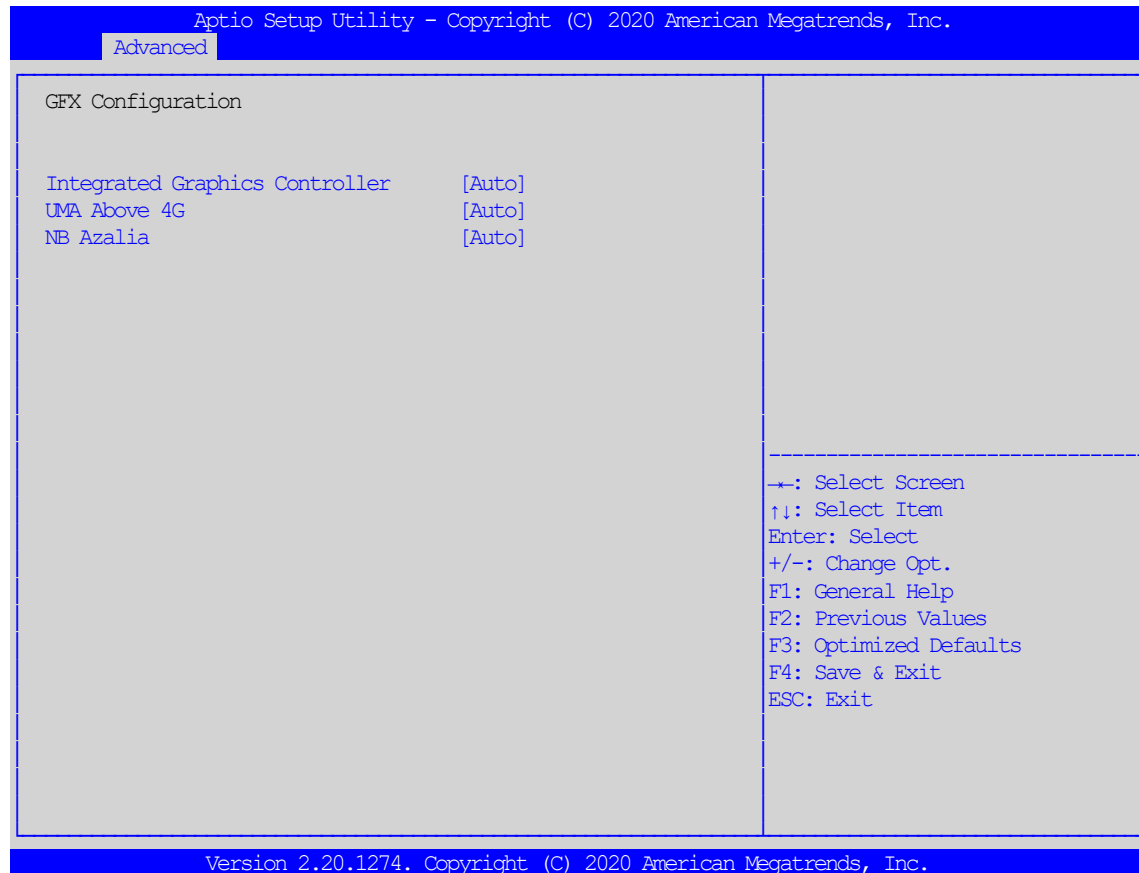 Aptio Setup Utility - Copyright (C) 2020 American Megatrends, Inc.
Advanced
GFX Configuration
Integrated Graphics Controller [Auto]
UMA Above 4G [Auto]
NB Azalia [Auto]
→←: Select Screen
↑↓: Select Item
Enter: Select
+/-: Change Opt.
F1: General Help
F2: Previous Values
F3: Optimized Defaults
F4: Save & Exit
ESC: Exit
Version 2.20.1274. Copyright (C) 2020 American Megatrends, Inc.